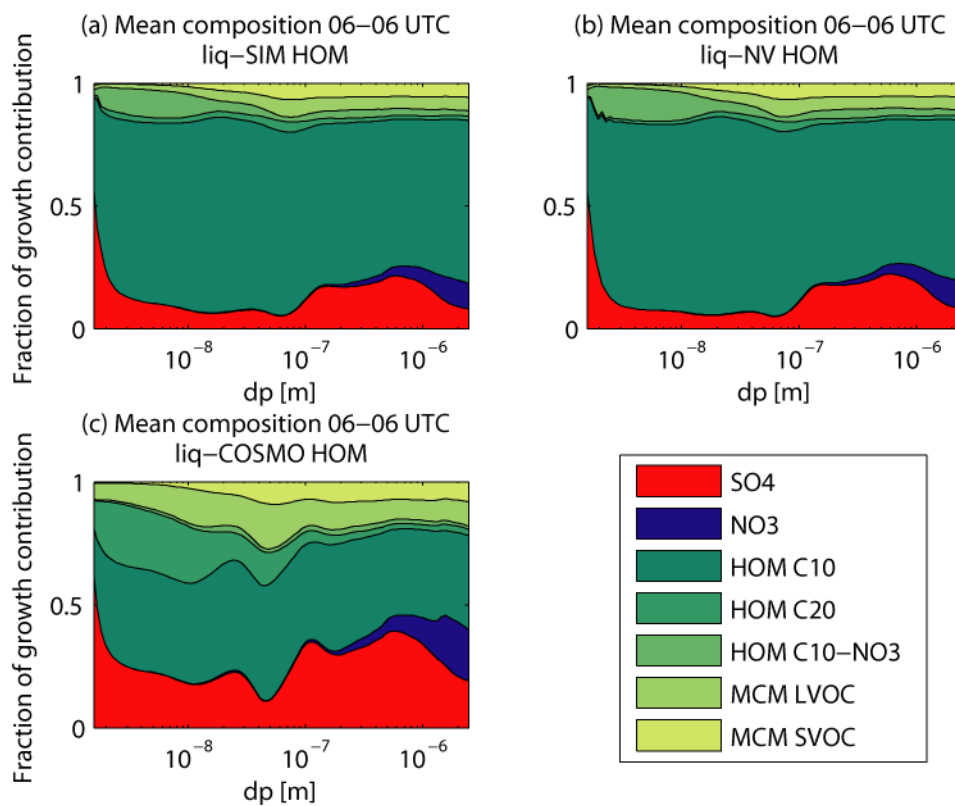 (a) Mean composition 06−06 UTC
liq−SIM HOM
Fraction of growth contribution
1
0.5
0
10−8
10−7
10−6
dp [m]
(b) Mean composition 06−06 UTC
liq−NV HOM
1
0.5
0
10−8
10−7
10−6
dp [m]
(c) Mean composition 06−06 UTC
liq−COSMO HOM
Fraction of growth contribution
1
0.5
0
10−8
10−7
10−6
dp [m]
SO4
NO3
HOM C10
HOM C20
HOM C10−NO3
MCM LVOC
MCM SVOC